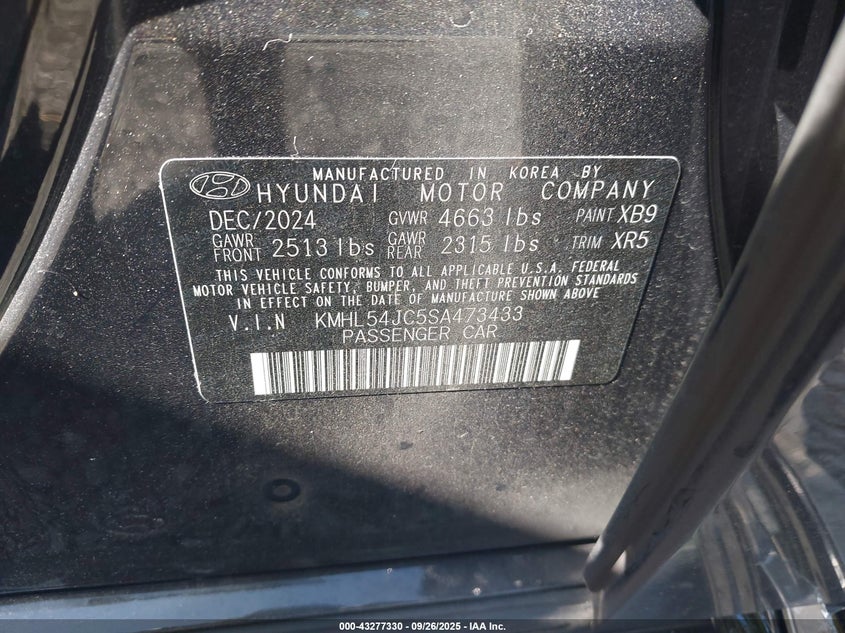 MANUFACTURED IN KOREA BY
HYUNDAI MOTOR COMPANY
DEC/2024 GVWR 4663 lbs PAINT XB9
GAWR FRONT 2513 lbs GAWR REAR 2315 lbs TRIM XR5
THIS VEHICLE CONFORMS TO ALL APPLICABLE U.S.A. FEDERAL
MOTOR VEHICLE SAFETY, BUMPER, AND THEFT PREVENTION STANDARDS
IN EFFECT ON THE DATE OF MANUFACTURE SHOWN ABOVE
V.I.N KMHL54JC5SA473433
PASSENGER CAR
000-43277330 - 09/26/2025 - IAA Inc.